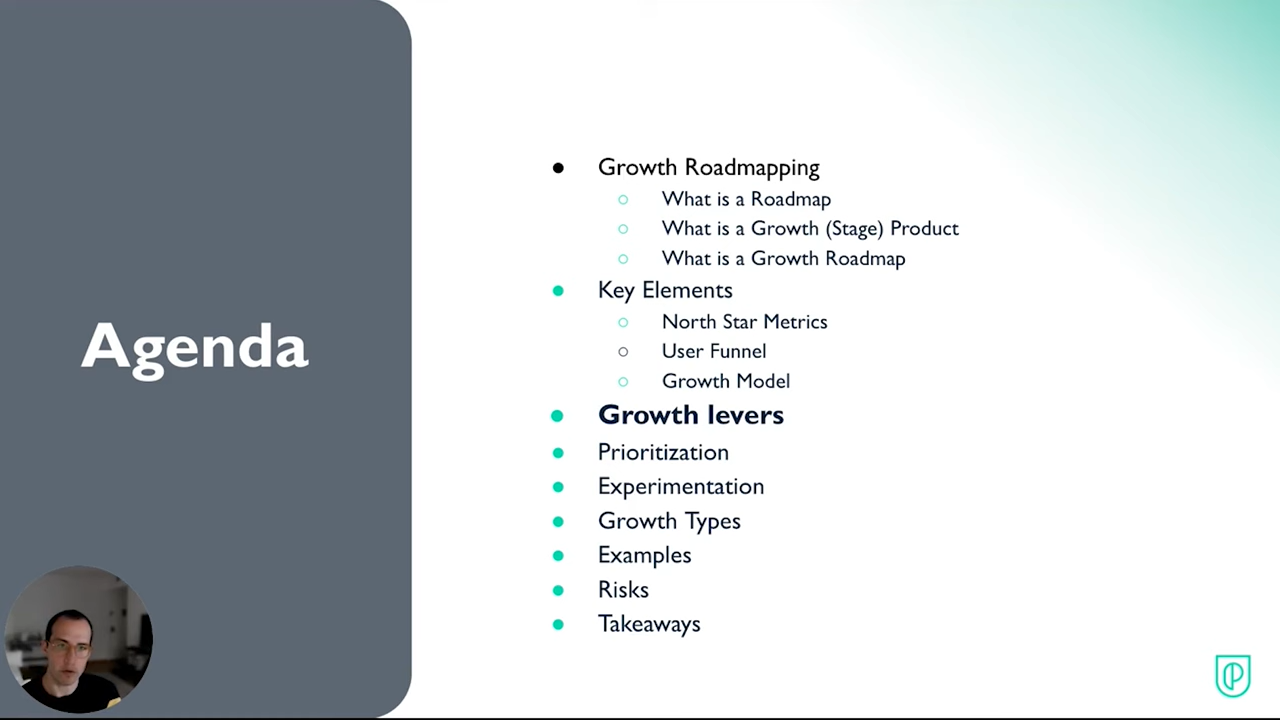 Agenda
Growth Roadmapping
What is a Roadmap
What is a Growth (Stage) Product
What is a Growth Roadmap
Key Elements
North Star Metrics
User Funnel
Growth Model
Growth levers
Prioritization
Experimentation
Growth Types
Examples
Risks
Takeaways